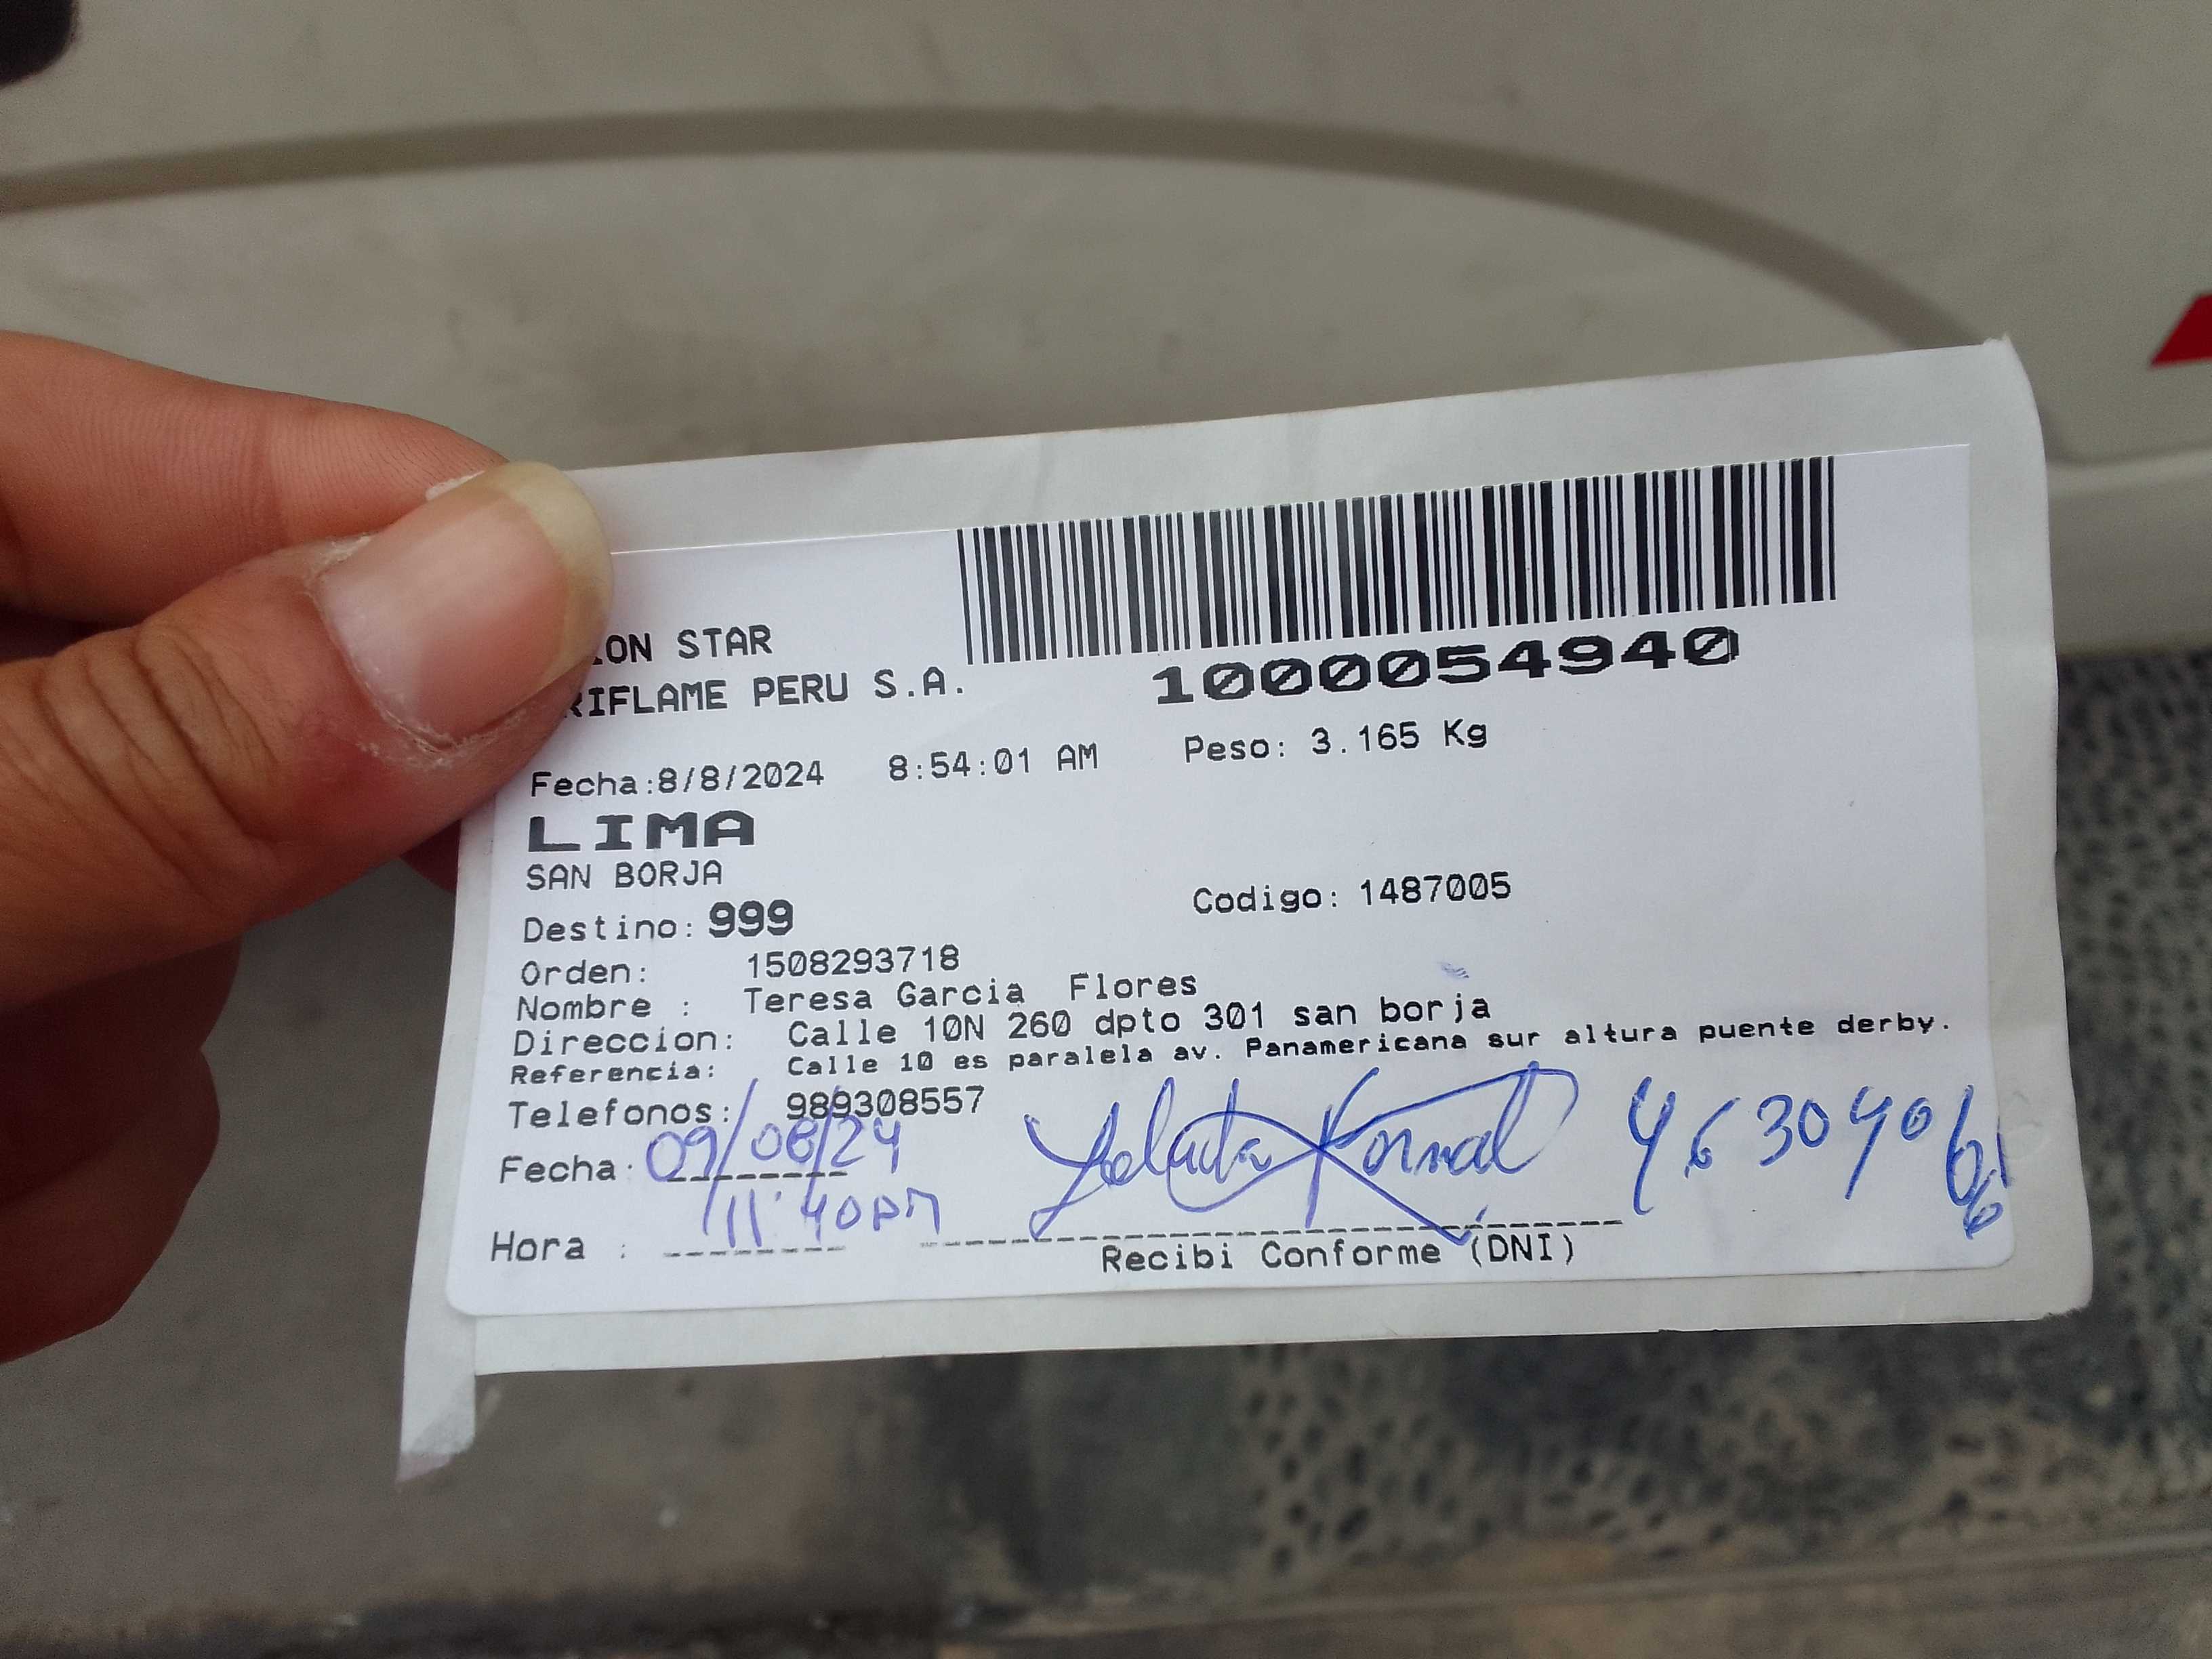 ION STAR
RIFLAME PERU S.A.
1000054940
Fecha:8/8/2024 8:54:01 AM Peso: 3.165 Kg
LIMA
SAN BORJA
Destino: 999 Codigo: 1487005
Orden: 1508293718
Nombre : Teresa Garcia Flores
Direccion: Calle 10N 260 dpto 301 san borja
Referencia: Calle 10 es paralela av. Panamericana sur altura puente derby.
Telefonos: 989308557
Fecha: 09/08/24
Hora : 11:40pm
Recibi Conforme (DNI)